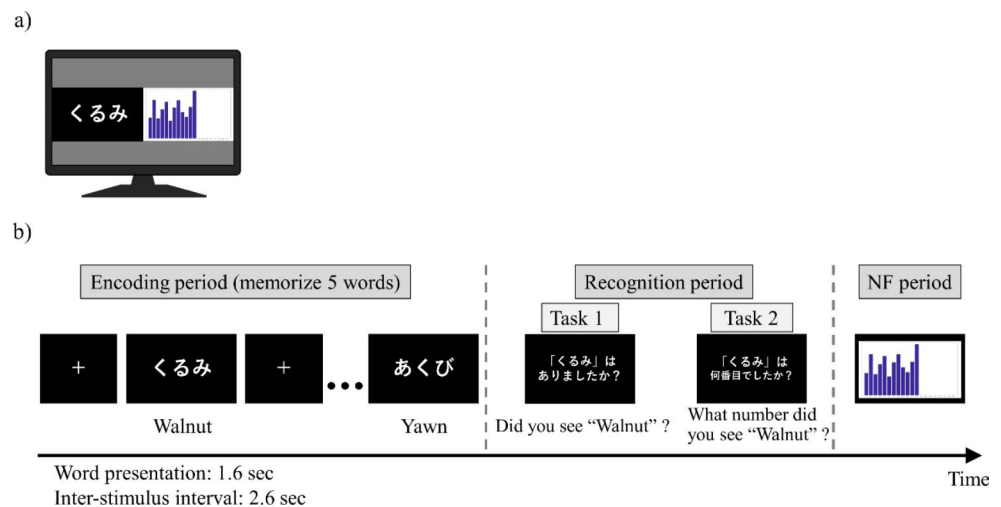 a)
くるみ
b)
Encoding period (memorize 5 words)
Recognition period
NF period
Task 1
Task 2
+
くるみ
+
•••
あくび
「くるみ」は
ありましたか？
「くるみ」は
何番目でしたか？
Walnut
Yawn
Did you see “Walnut” ?
What number did
you see “Walnut” ?
Word presentation: 1.6 sec
Inter-stimulus interval: 2.6 sec
Time